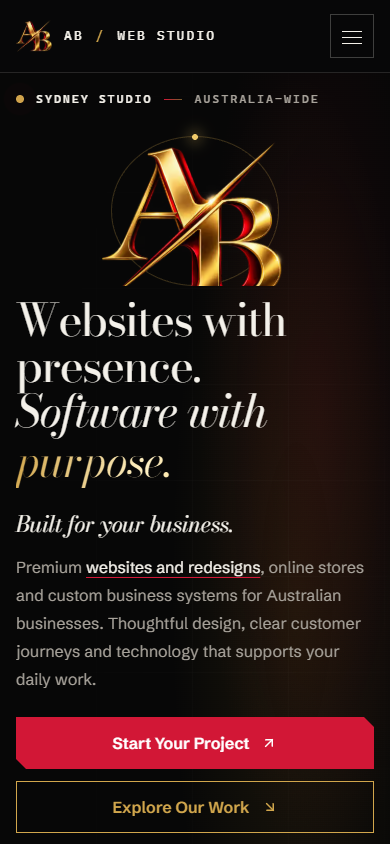 AB / WEB STUDIO
SYDNEY STUDIO — AUSTRALIA-WIDE
AB
Websites with
presence.
Software with
purpose.
Built for your business.
Premium websites and redesigns, online stores
and custom business systems for Australian
businesses. Thoughtful design, clear customer
journeys and technology that supports your
daily work.
Start Your Project
Explore Our Work